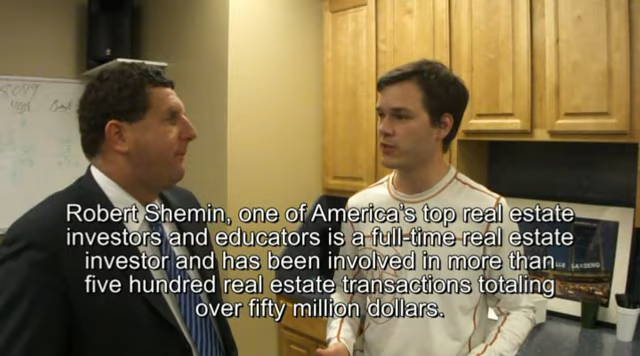 Robert Shemin, one of America's top real estate
investors and educators is a full-time real estate
investor and has been involved in more than
five hundred real estate transactions totaling
over fifty million dollars.
LANDING